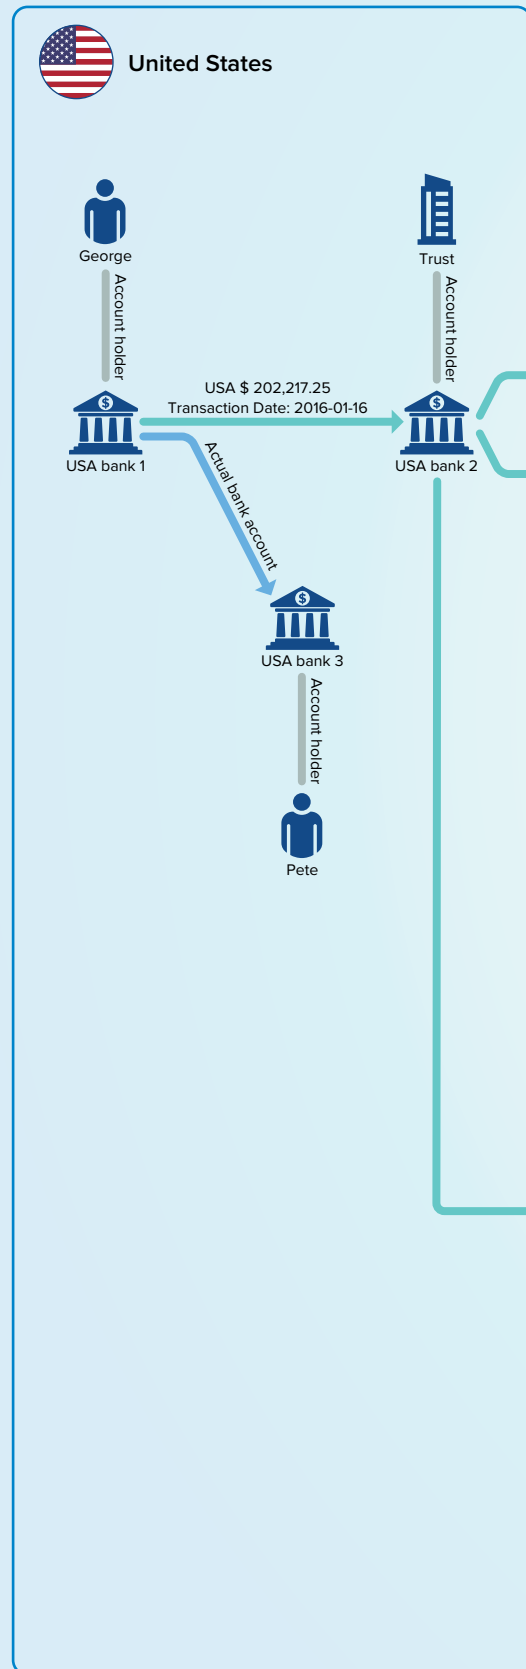 United States
George
Trust
Account holder
Account holder
$
USA $ 202,217.25
Transaction Date: 2016-01-16
$
USA bank 1
USA bank 2
Actual bank account
$
USA bank 3
Account holder
Pete